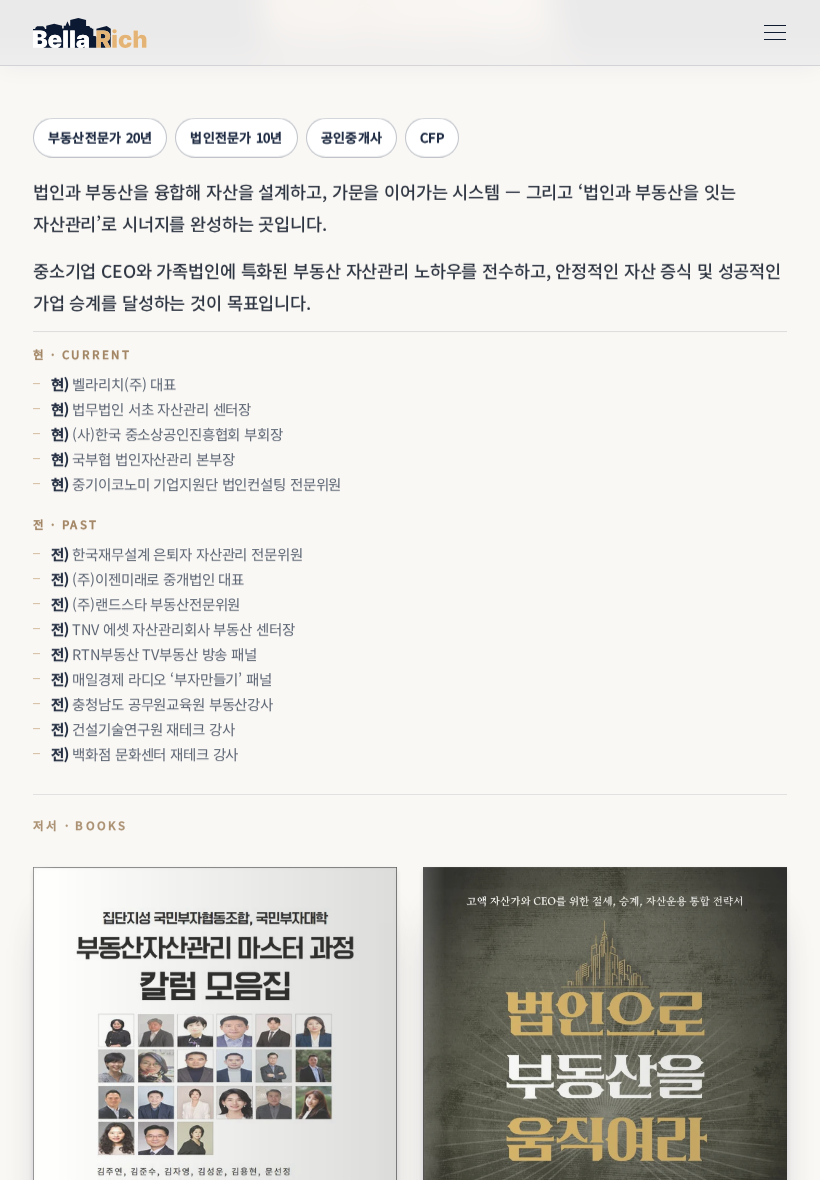 BellaRich
부동산전문가 20년
법인전문가 10년
공인중개사
CFP
법인과 부동산을 융합해 자산을 설계하고, 가문을 이어가는 시스템 — 그리고 ‘법인과 부동산을 잇는
자산관리’로 시너지를 완성하는 곳입니다.
중소기업 CEO와 가족법인에 특화된 부동산 자산관리 노하우를 전수하고, 안정적인 자산 증식 및 성공적인
가업 승계를 달성하는 것이 목표입니다.
현 · CURRENT
– 현) 벨라리치(주) 대표
– 현) 법무법인 서초 자산관리 센터장
– 현) (사)한국 중소상공인진흥협회 부회장
– 현) 국부협 법인자산관리 본부장
– 현) 중기이코노미 기업지원단 법인컨설팅 전문위원
전 · PAST
– 전) 한국재무설계 은퇴자 자산관리 전문위원
– 전) (주)이젠미래로 중개법인 대표
– 전) (주)랜드스타 부동산전문위원
– 전) TNV 에셋 자산관리회사 부동산 센터장
– 전) RTN부동산 TV부동산 방송 패널
– 전) 매일경제 라디오 ‘부자만들기’ 패널
– 전) 충청남도 공무원교육원 부동산강사
– 전) 건설기술연구원 재테크 강사
– 전) 백화점 문화센터 재테크 강사
저서 · BOOKS
집단지성 국민부자협동조합, 국민부자대학
부동산자산관리 마스터 과정
칼럼 모음집
김주연, 김준수, 김자영, 김성운, 김용현, 문선정
고액 자산가와 CEO를 위한 절세, 승계, 자산운용 통합 전략서
법인으로
부동산을
움직여라